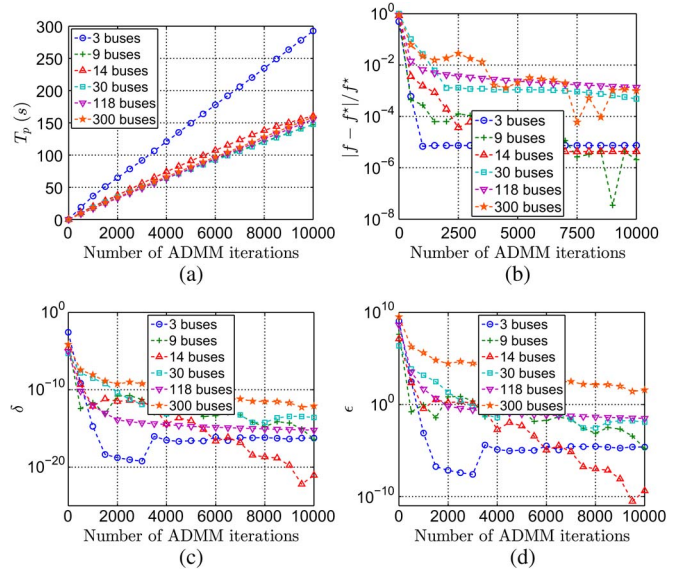 300
250
200
150
100
50
0
T_p (s)
3 buses
9 buses
14 buses
30 buses
118 buses
300 buses
0 2000 4000 6000 8000 10000
Number of ADMM iterations
(a)
10^0
10^-2
10^-4
10^-6
10^-8
|f − f*|/f*
3 buses
9 buses
14 buses
30 buses
118 buses
300 buses
0 2500 5000 7500 10000
Number of ADMM iterations
(b)
10^0
10^-10
10^-20
δ
3 buses
9 buses
14 buses
30 buses
118 buses
300 buses
0 2000 4000 6000 8000 10000
Number of ADMM iterations
(c)
10^10
10^0
10^-10
ϵ
3 buses
9 buses
14 buses
30 buses
118 buses
300 buses
0 2000 4000 6000 8000 10000
Number of ADMM iterations
(d)